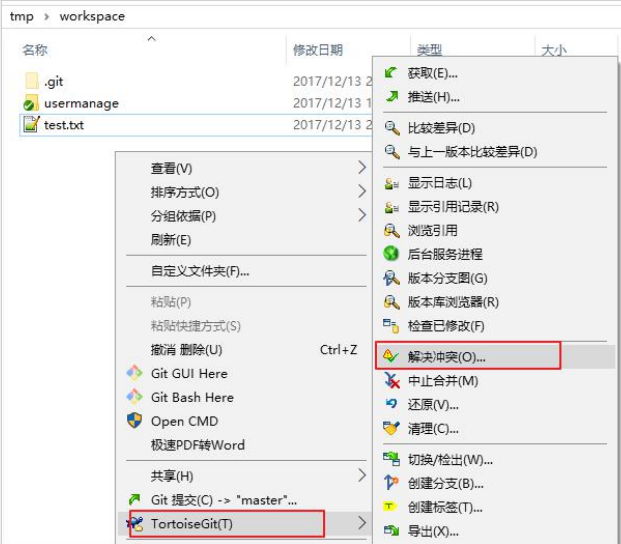 tmp › workspace
名称 修改日期 类型 大小
.git 2017/12/13 2
usermanage 2017/12/13 1
test.txt 2017/12/13 2
查看(V)
排序方式(O)
分组依据(P)
刷新(E)
自定义文件夹(F)...
粘贴(P)
粘贴快捷方式(S)
撤消 删除(U) Ctrl+Z
Git GUI Here
Git Bash Here
Open CMD
极速PDF转Word
共享(H)
Git 提交(C) -> "master"...
TortoiseGit(T)
获取(E)...
推送(H)...
比较差异(D)
与上一版本比较差异(D)
显示日志(L)
显示引用记录(R)
浏览引用
后台服务进程
版本分支图(G)
版本库浏览器(R)
检查已修改(F)
解决冲突(O)...
中止合并(M)
还原(V)...
清理(C)...
切换/检出(W)...
创建分支(B)...
创建标签(T)...
导出(X)...